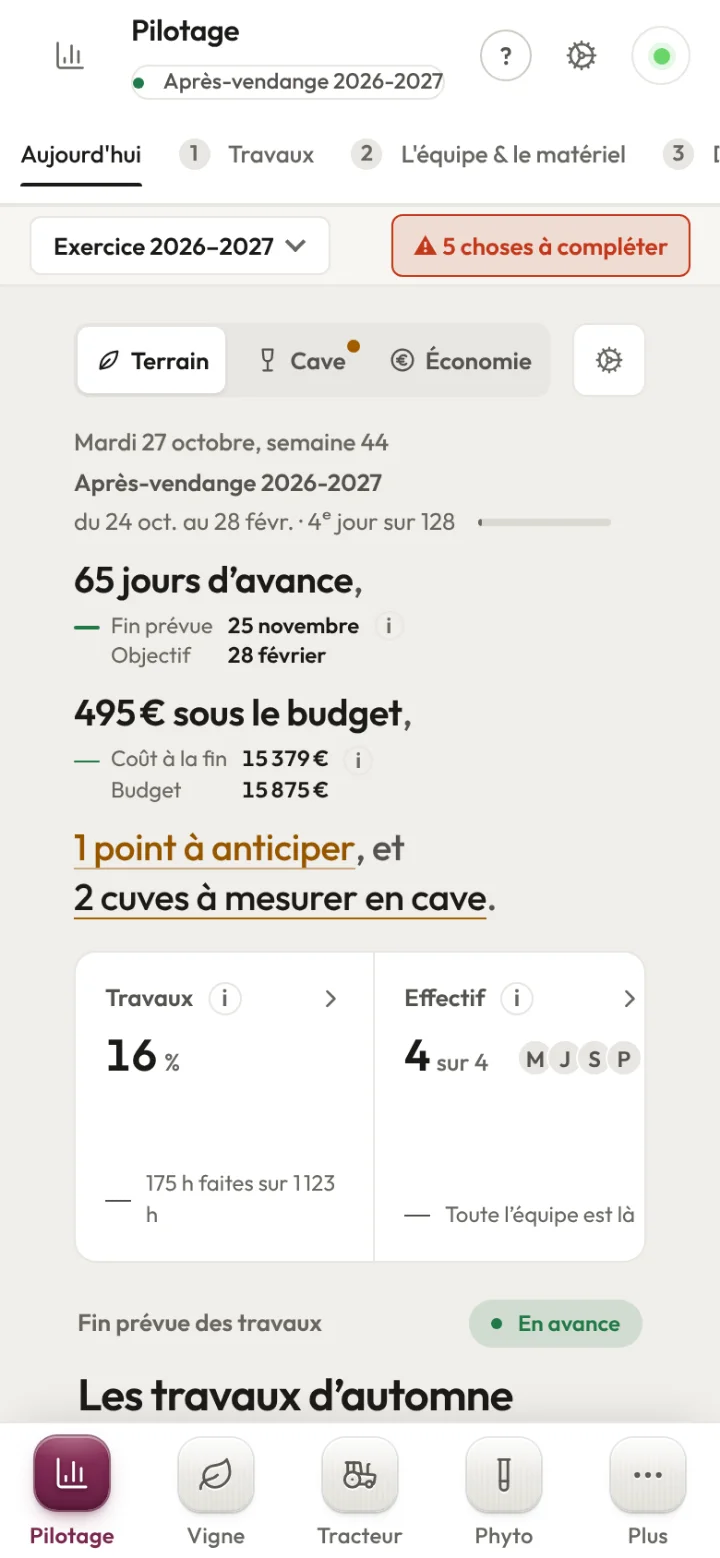 Pilotage
Après-vendange 2026-2027
?
Aujourd'hui
1 Travaux
2 L'équipe & le matériel
3
Exercice 2026–2027
5 choses à compléter
Terrain
Cave
Économie
Mardi 27 octobre, semaine 44
Après-vendange 2026-2027
du 24 oct. au 28 févr. · 4ᵉ jour sur 128
65 jours d’avance,
Fin prévue 25 novembre i
Objectif 28 février
495 € sous le budget,
Coût à la fin 15 379 € i
Budget 15 875 €
1 point à anticiper, et
2 cuves à mesurer en cave.
Travaux i
16 %
175 h faites sur 1 123
h
Effectif i
4 sur 4 M J S P
Toute l’équipe est là
Fin prévue des travaux
En avance
Les travaux d’automne
Pilotage
Vigne
Tracteur
Phyto
Plus